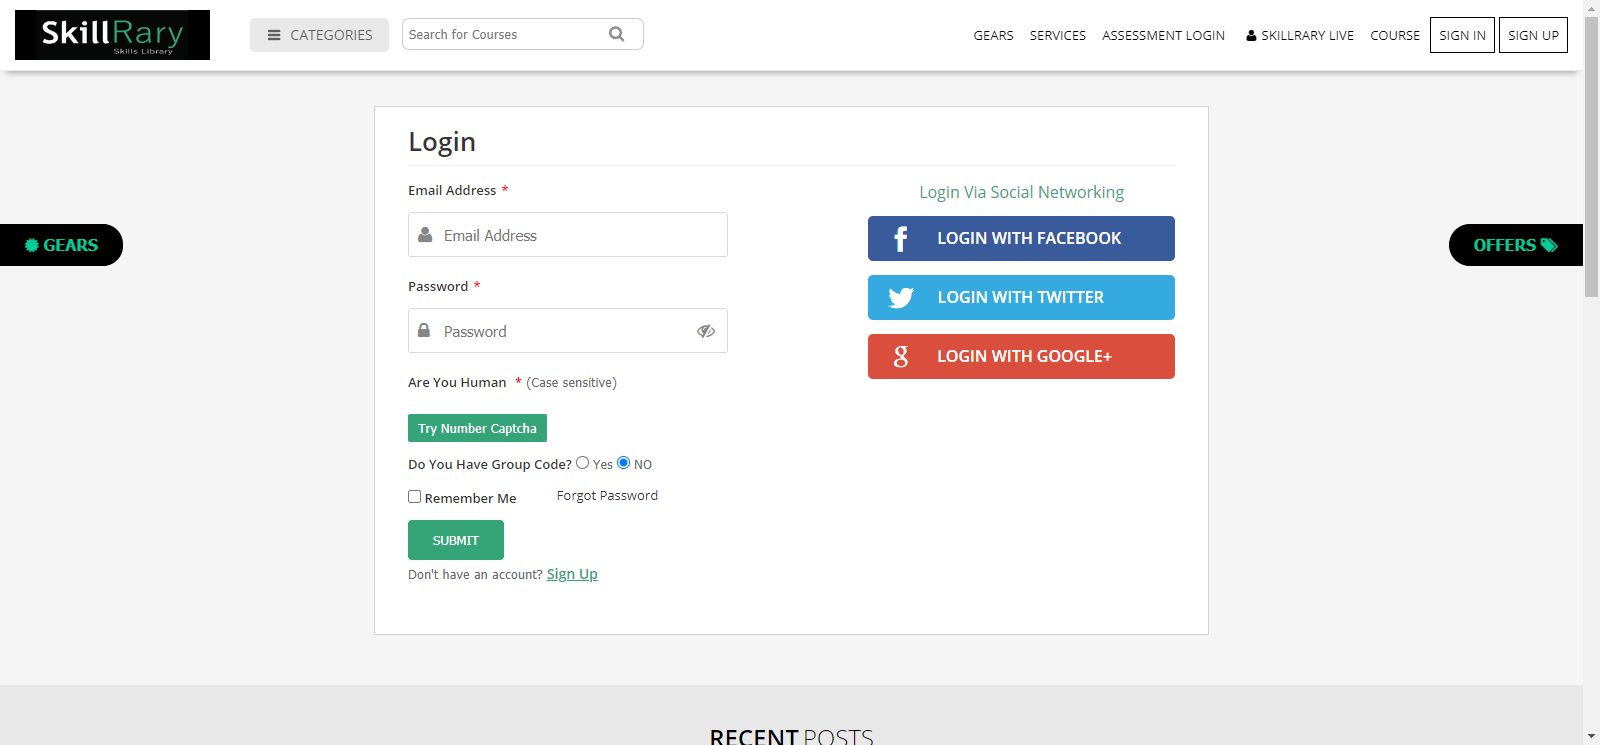 SkillRary
Skills Library
CATEGORIES
Search for Courses
GEARS SERVICES ASSESSMENT LOGIN SKILLRARY LIVE COURSE SIGN IN SIGN UP
Login
Email Address *
Email Address
Password *
Password
Are You Human * (Case sensitive)
Try Number Captcha
Do You Have Group Code? Yes NO
Remember Me Forgot Password
SUBMIT
Don't have an account? Sign Up
Login Via Social Networking
LOGIN WITH FACEBOOK
LOGIN WITH TWITTER
LOGIN WITH GOOGLE+
GEARS
OFFERS
RECENT POSTS